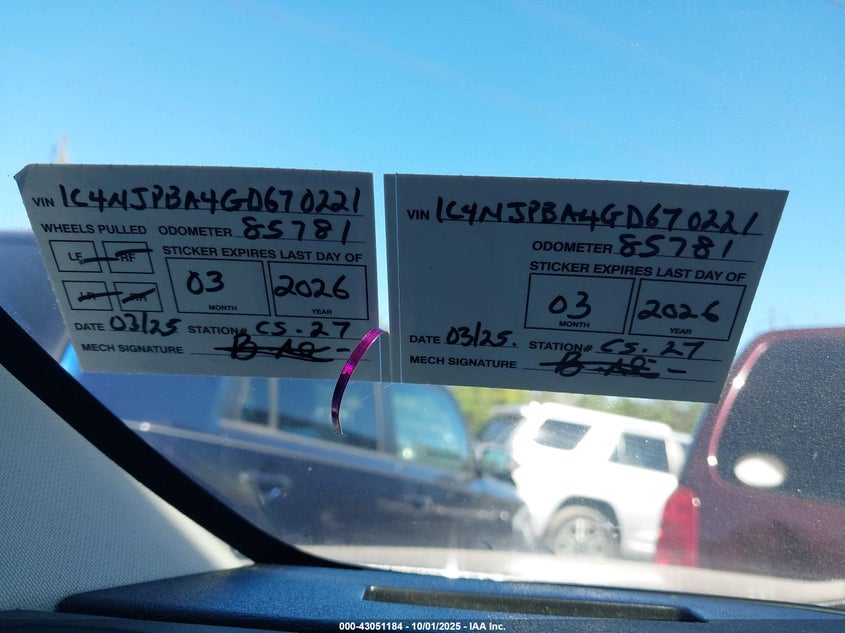 VIN 1C4NJPBA4GD670221
WHEELS PULLED ODOMETER 85781
LF RF STICKER EXPIRES LAST DAY OF
03 2026
MONTH YEAR
DATE 03/25 STATION# CS.27
MECH SIGNATURE
VIN 1C4NJPBA4GD670221
ODOMETER 85781
STICKER EXPIRES LAST DAY OF
03 2026
MONTH YEAR
DATE 03/25. STATION# CS.27
MECH SIGNATURE
000-43051184 - 10/01/2025 - IAA Inc.